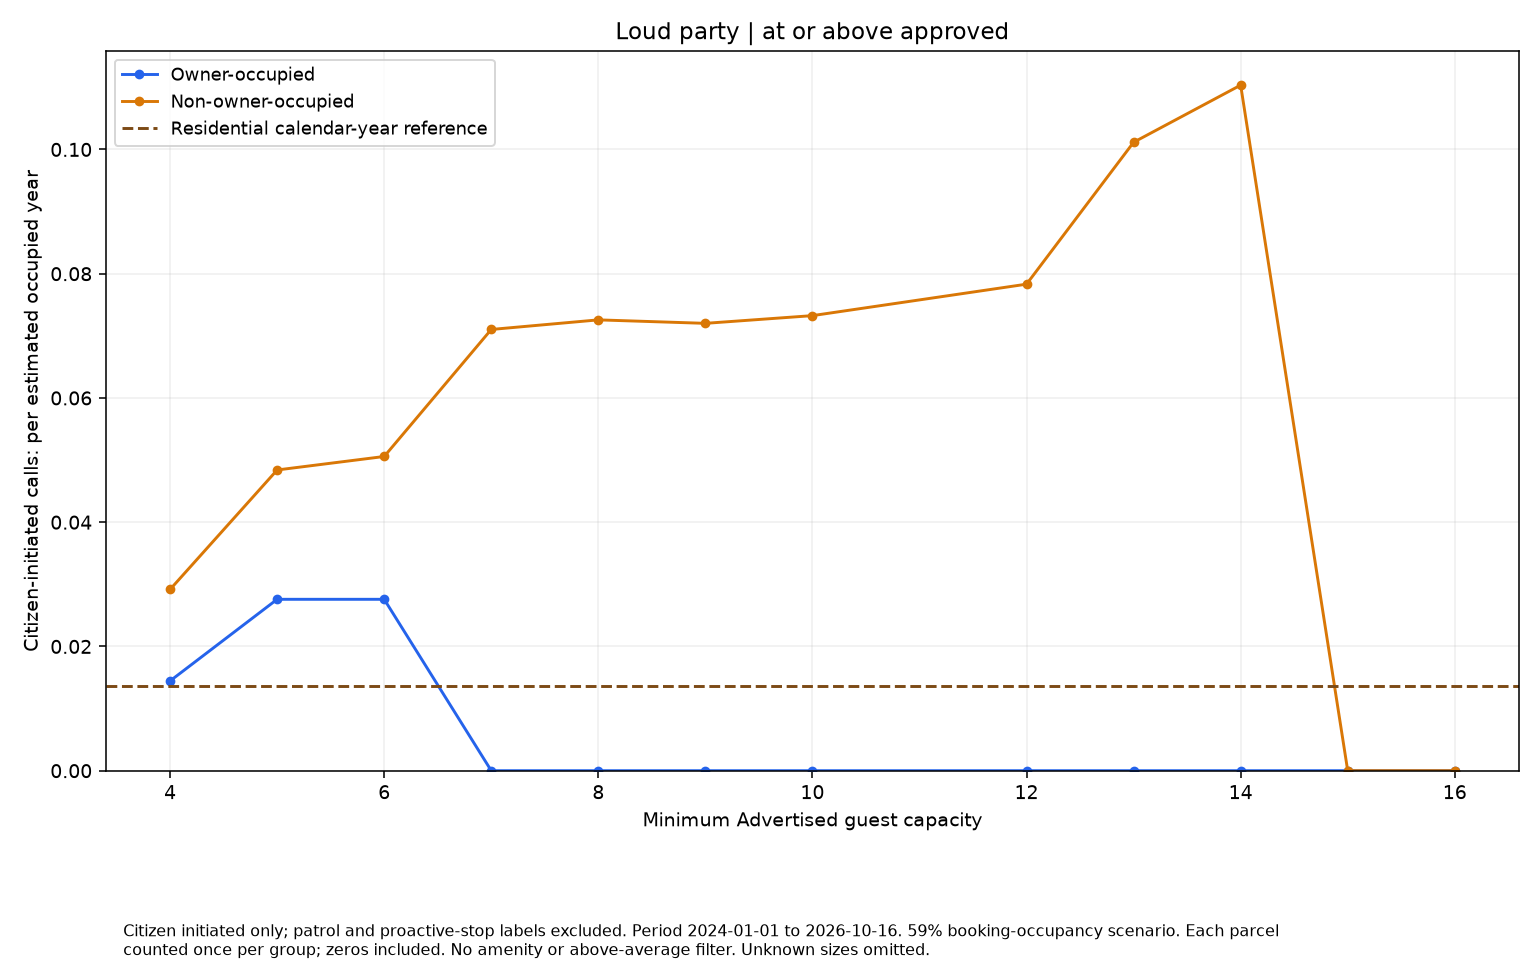 Loud party | at or above approved
Owner-occupied
Non-owner-occupied
Residential calendar-year reference
Citizen-initiated calls: per estimated occupied year
0.10
0.08
0.06
0.04
0.02
0.00
4 6 8 10 12 14 16
Minimum Advertised guest capacity
Citizen initiated only; patrol and proactive-stop labels excluded. Period 2024-01-01 to 2026-10-16. 59% booking-occupancy scenario. Each parcel
counted once per group; zeros included. No amenity or above-average filter. Unknown sizes omitted.